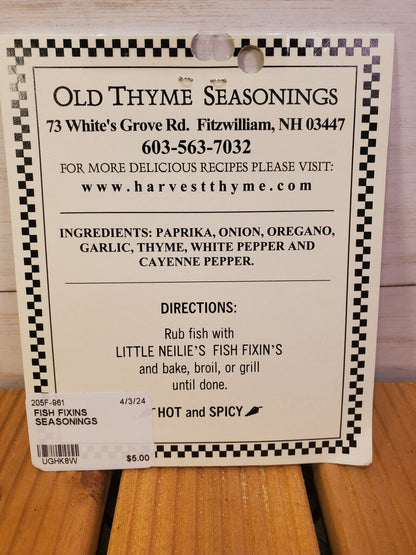 OLD THYME SEASONINGS
73 White's Grove Rd. Fitzwilliam, NH 03447
603-563-7032
FOR MORE DELICIOUS RECIPES PLEASE VISIT:
www.harvestthyme.com
INGREDIENTS: PAPRIKA, ONION, OREGANO,
GARLIC, THYME, WHITE PEPPER AND
CAYENNE PEPPER.
DIRECTIONS:
Rub fish with
LITTLE NEILIE'S FISH FIXIN'S
and bake, broil, or grill
until done.
HOT and SPICY
205F-961 4/3/24
FISH FIXINS
SEASONINGS
UGHK8W $5.00